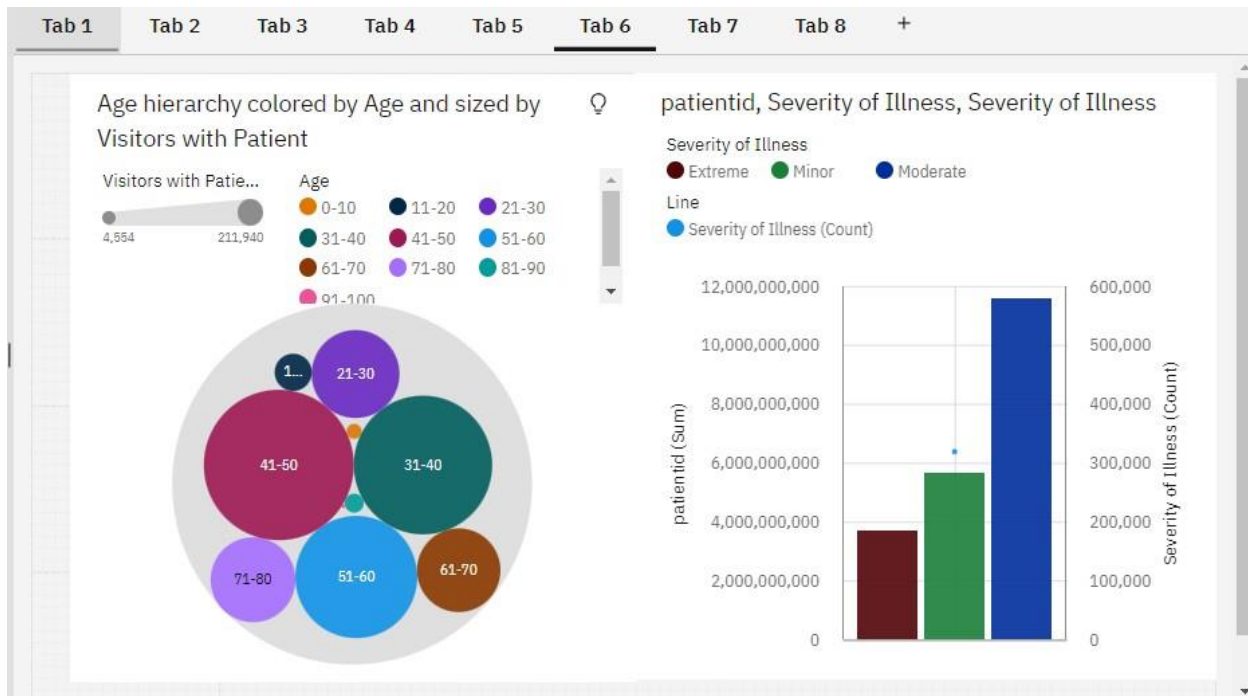 Tab 1 Tab 2 Tab 3 Tab 4 Tab 5 Tab 6 Tab 7 Tab 8 +
Age hierarchy colored by Age and sized by
Visitors with Patient
Visitors with Patie...
4,554 211,940
Age
0-10 11-20 21-30
31-40 41-50 51-60
61-70 71-80 81-90
91-100
1... 21-30
41-50 31-40
71-80 51-60 61-70
patientid, Severity of Illness, Severity of Illness
Severity of Illness
Extreme Minor Moderate
Line
Severity of Illness (Count)
patientid (Sum)
12,000,000,000
10,000,000,000
8,000,000,000
6,000,000,000
4,000,000,000
2,000,000,000
0
600,000
500,000
400,000
300,000
200,000
100,000
0
Severity of Illness (Count)